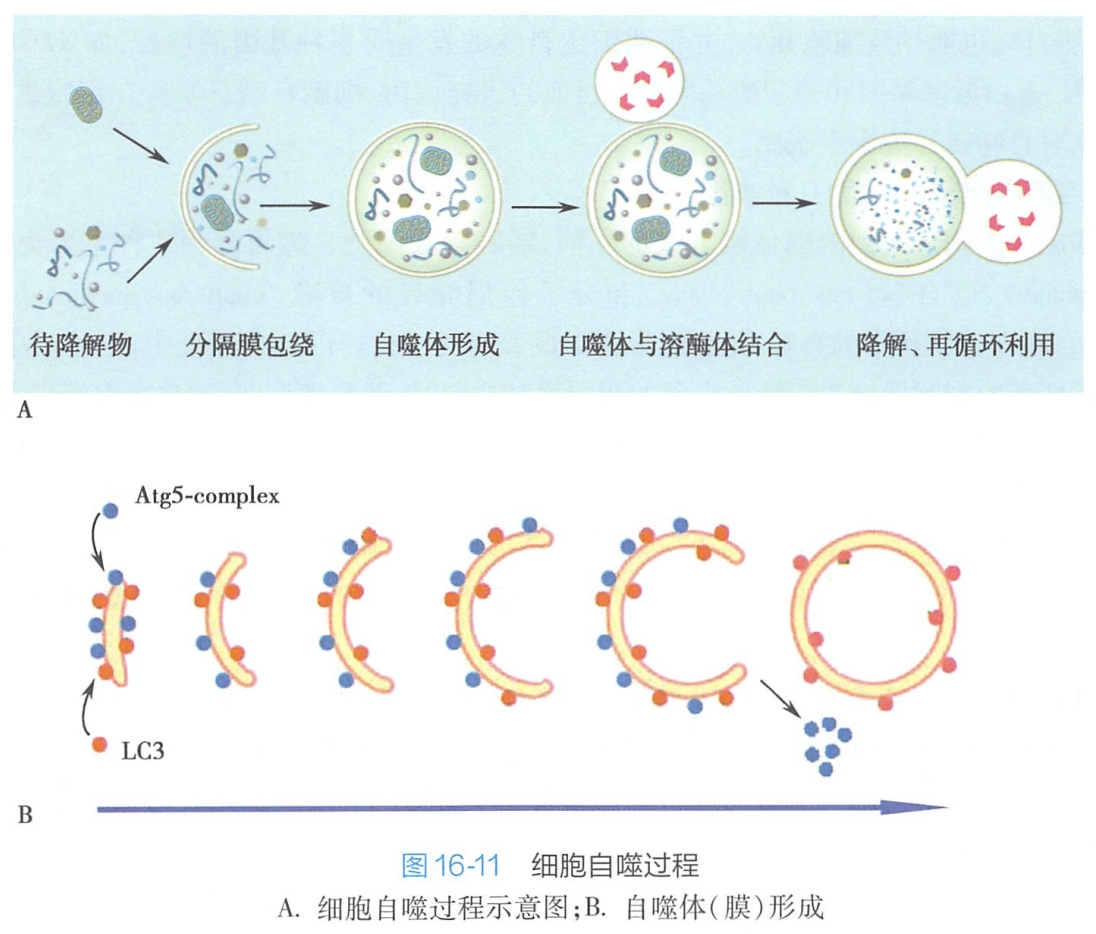 待降解物 分隔膜包绕 自噬体形成 自噬体与溶酶体结合 降解、再循环利用
A
Atg5-complex
LC3
B
图 16-11 细胞自噬过程
A. 细胞自噬过程示意图;B. 自噬体(膜)形成